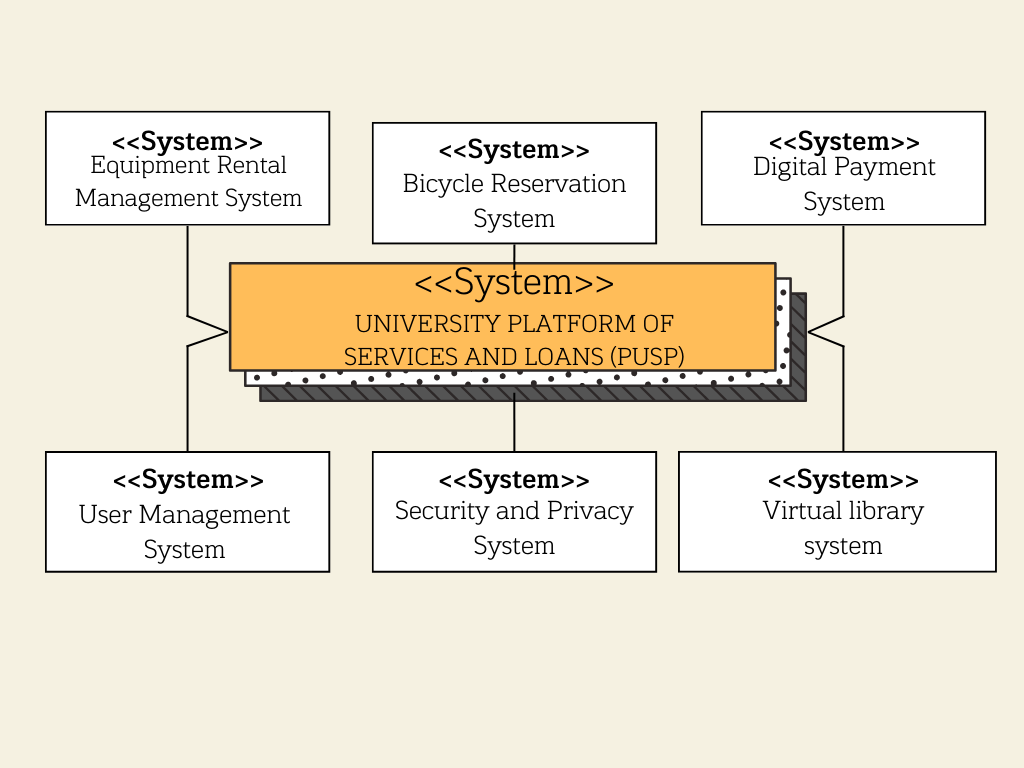 <<System>>
Equipment Rental
Management System
<<System>>
Bicycle Reservation
System
<<System>>
Digital Payment
System
<<System>>
UNIVERSITY PLATFORM OF
SERVICES AND LOANS (PUSP)
<<System>>
User Management
System
<<System>>
Security and Privacy
System
<<System>>
Virtual library
system